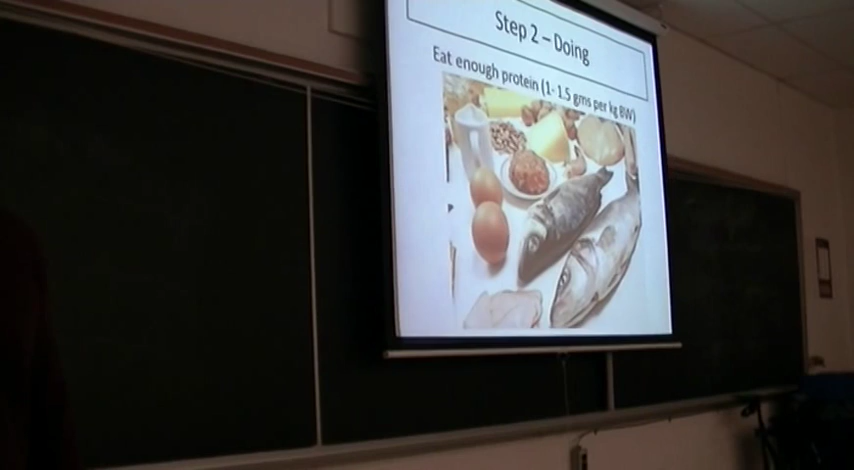 Step 2 – Doing
Eat enough protein (1- 1.5 gms per kg BW)